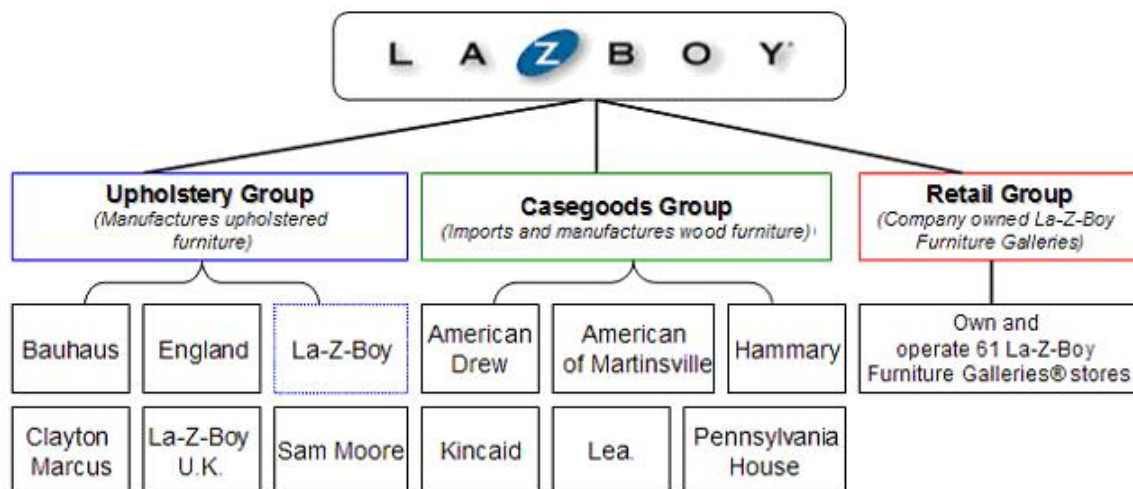 LAZBOY®
Upholstery Group
(Manufactures upholstered
furniture)
Casegoods Group
(Imports and manufactures wood furniture)
Retail Group
(Company owned La-Z-Boy
Furniture Galleries)
Bauhaus
England
La-Z-Boy
American
Drew
American
of Martinsville
Hammary
Own and
operate 61 La-Z-Boy
Furniture Galleries® stores
Clayton
Marcus
La-Z-Boy
U.K.
Sam Moore
Kincaid
Lea.
Pennsylvania
House